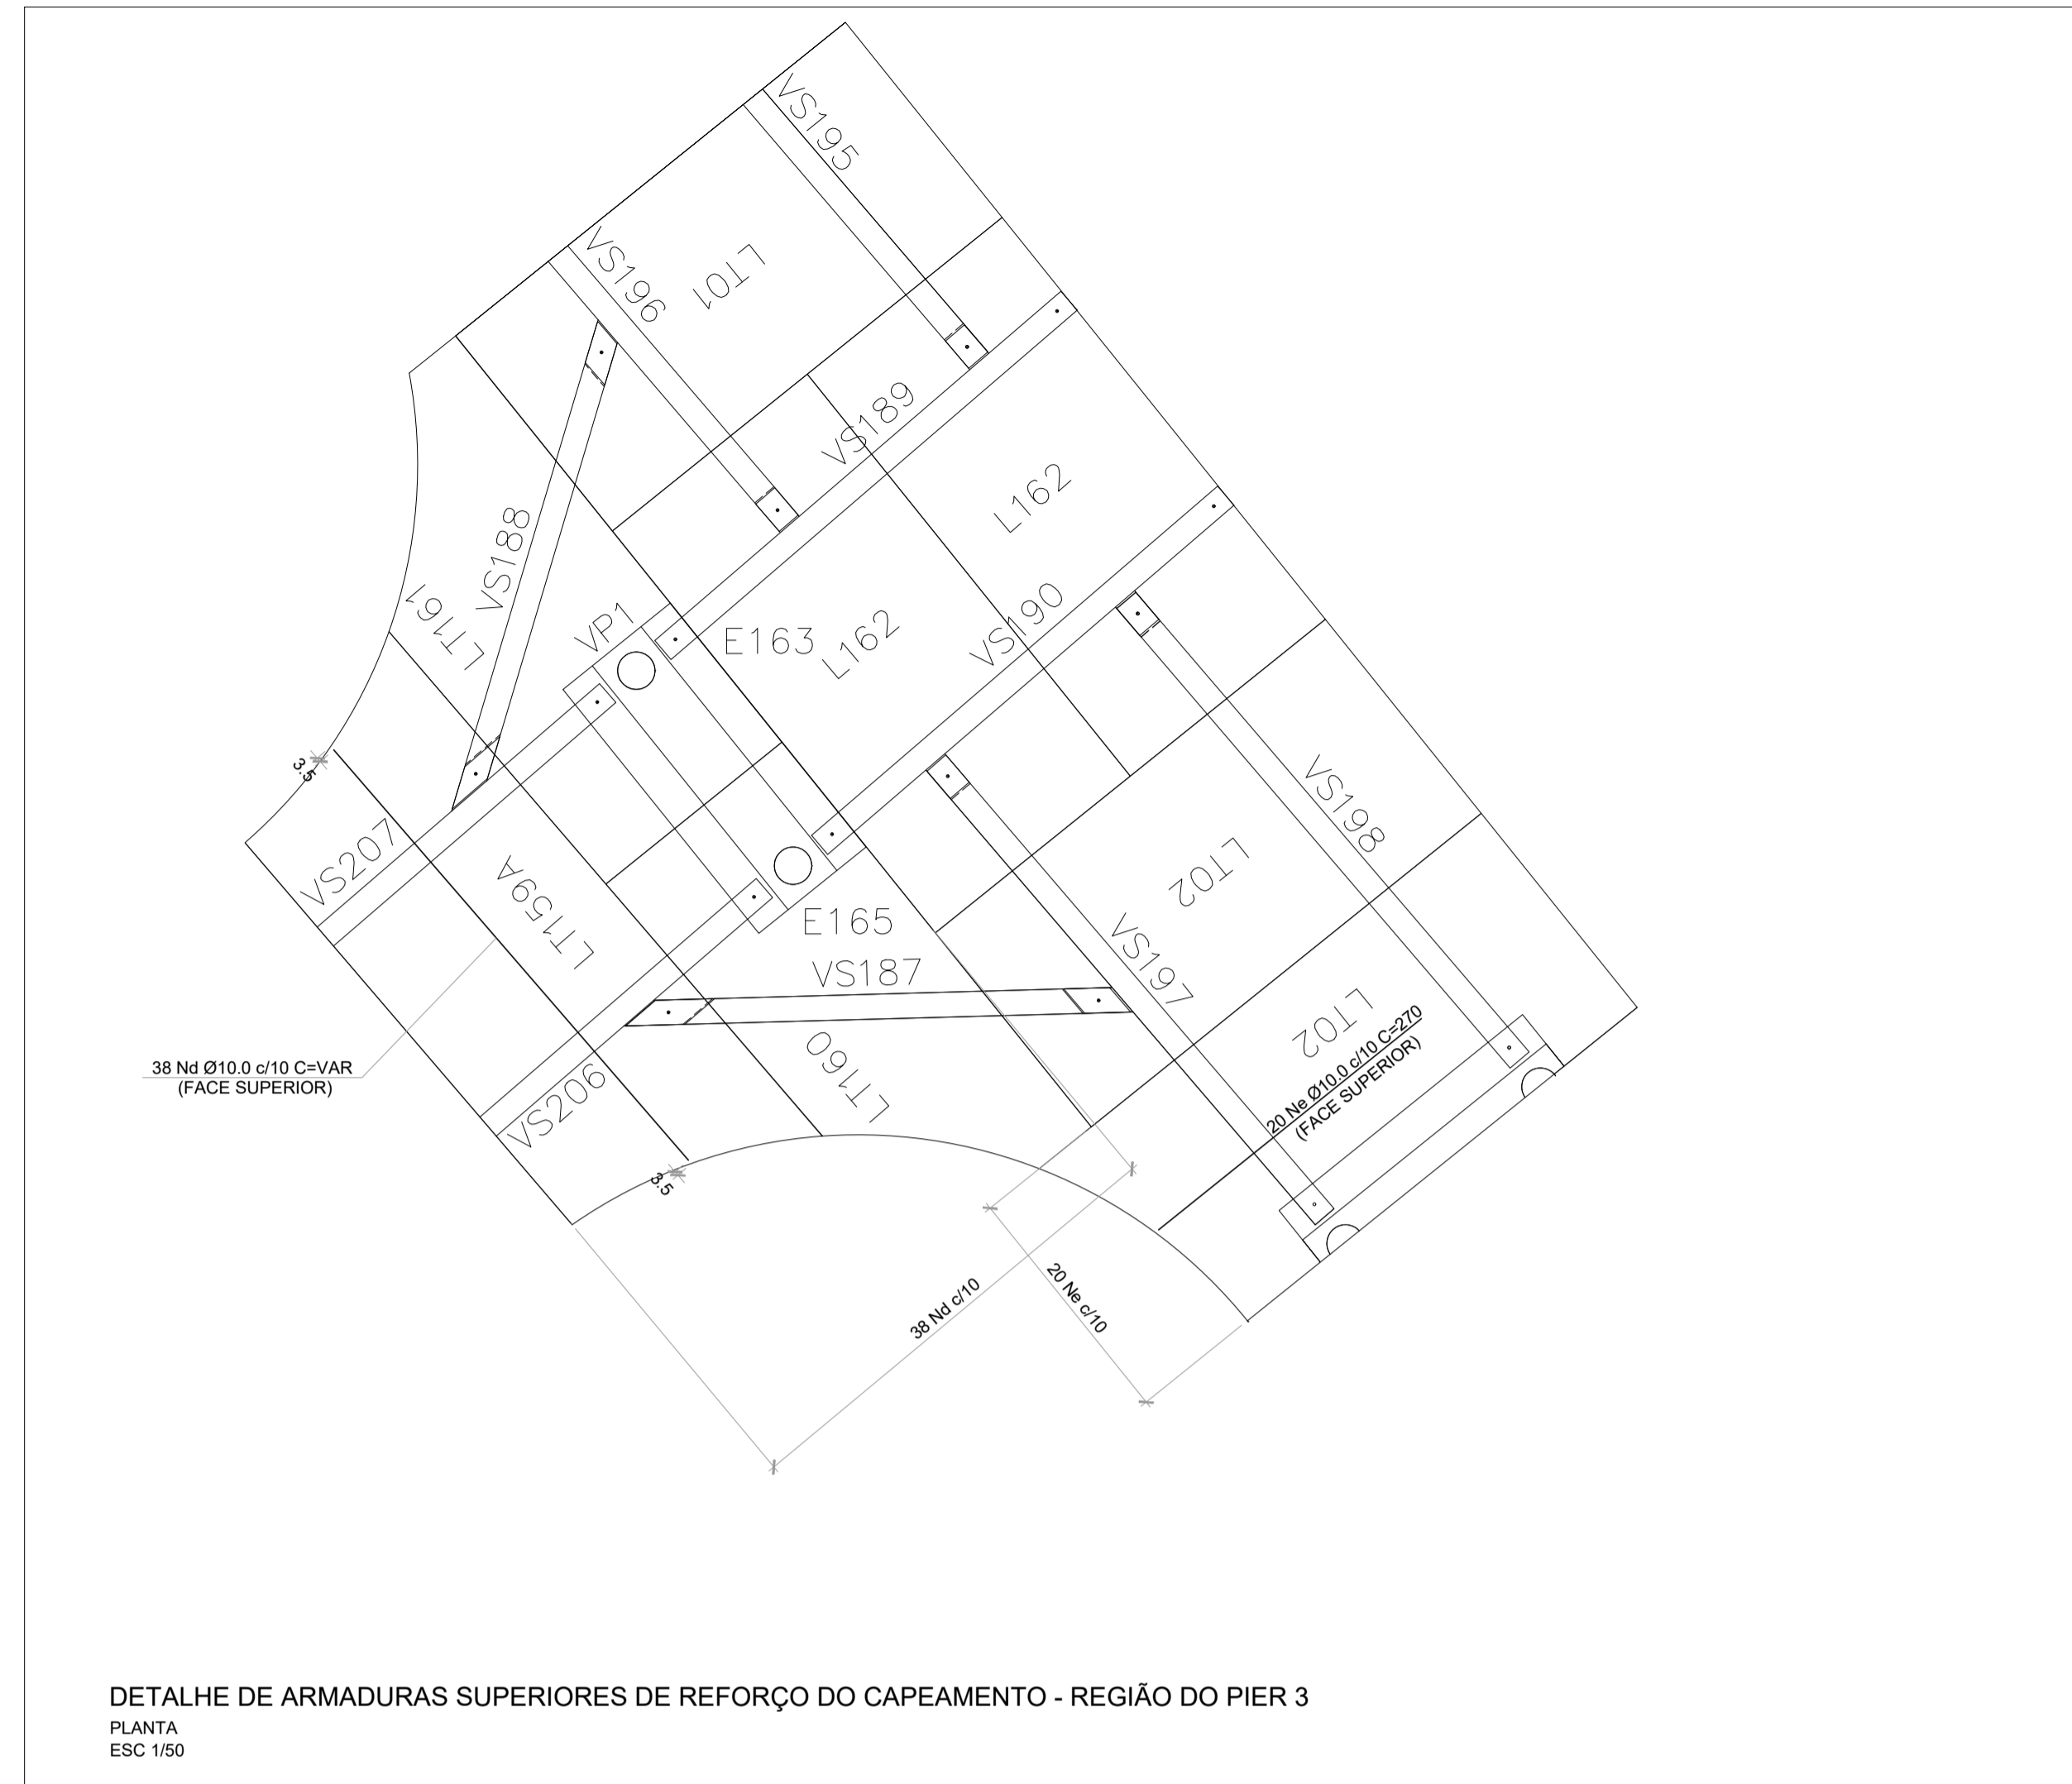 VS195
VS196
LT01
VS189
L162
VS188
LT161
VP1
E163
L162
VS190
3.5
VS207
LT159A
VS198
LT02
E165
VS187
VS197
LT02
38 Nd Ø10.0 c/10 C=VAR
(FACE SUPERIOR)
20 Ne Ø10.0 c/10 C=270
(FACE SUPERIOR)
LT160
VS206
3.5
38 Nd c/10
20 Ne c/10
DETALHE DE ARMADURAS SUPERIORES DE REFORÇO DO CAPEAMENTO - REGIÃO DO PIER 3
PLANTA
ESC 1/50